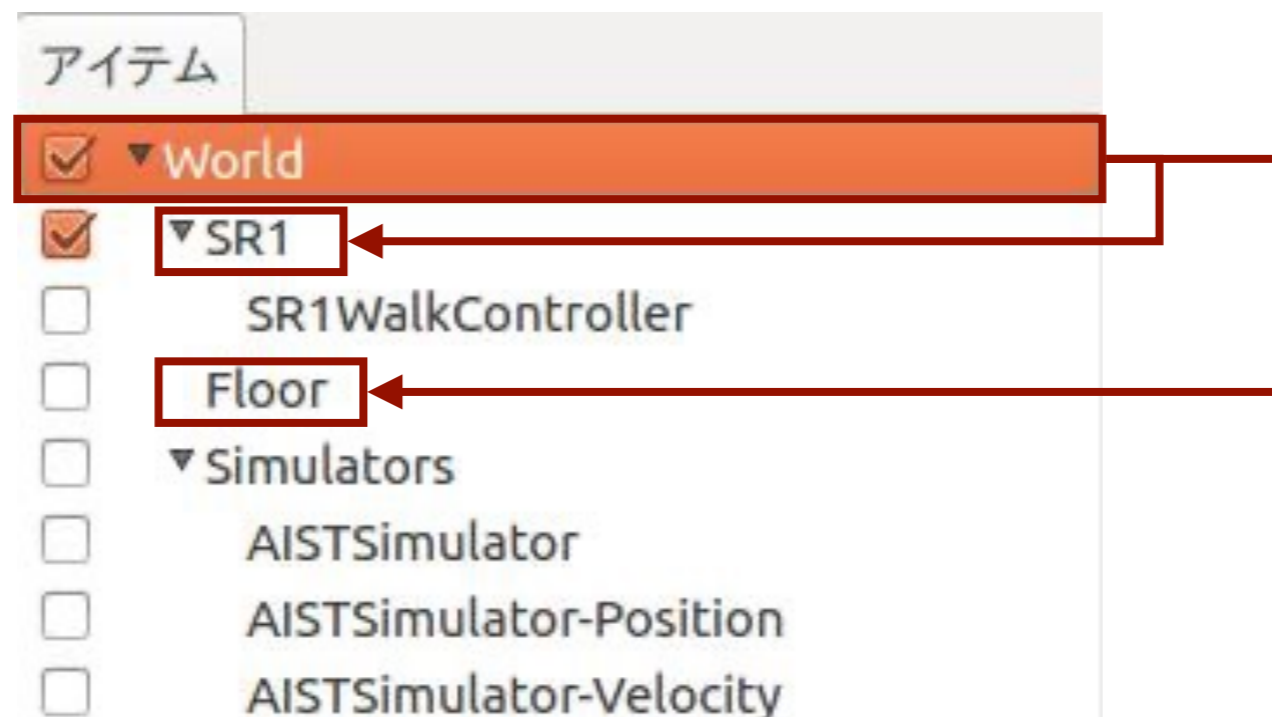 アイテム
World
SR1
SR1WalkController
Floor
Simulators
AISTSimulator
AISTSimulator-Position
AISTSimulator-Velocity